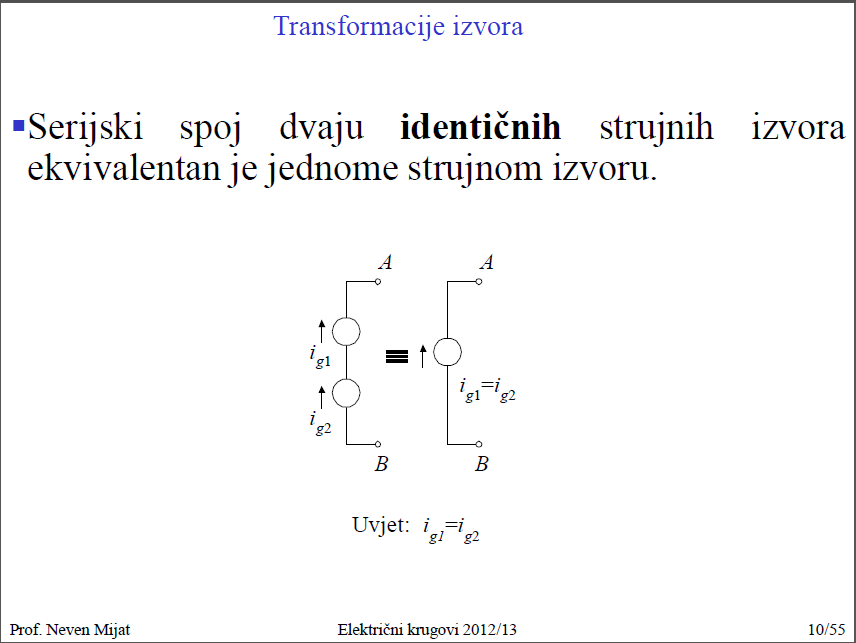 Transformacije izvora
Serijski spoj dvaju identičnih strujnih izvora
ekvivalentan je jednome strujnom izvoru.
A
A
ig1
ig1=ig2
ig2
B
B
Uvjet: ig1=ig2
Prof. Neven Mijat
Električni krugovi 2012/13
10/55